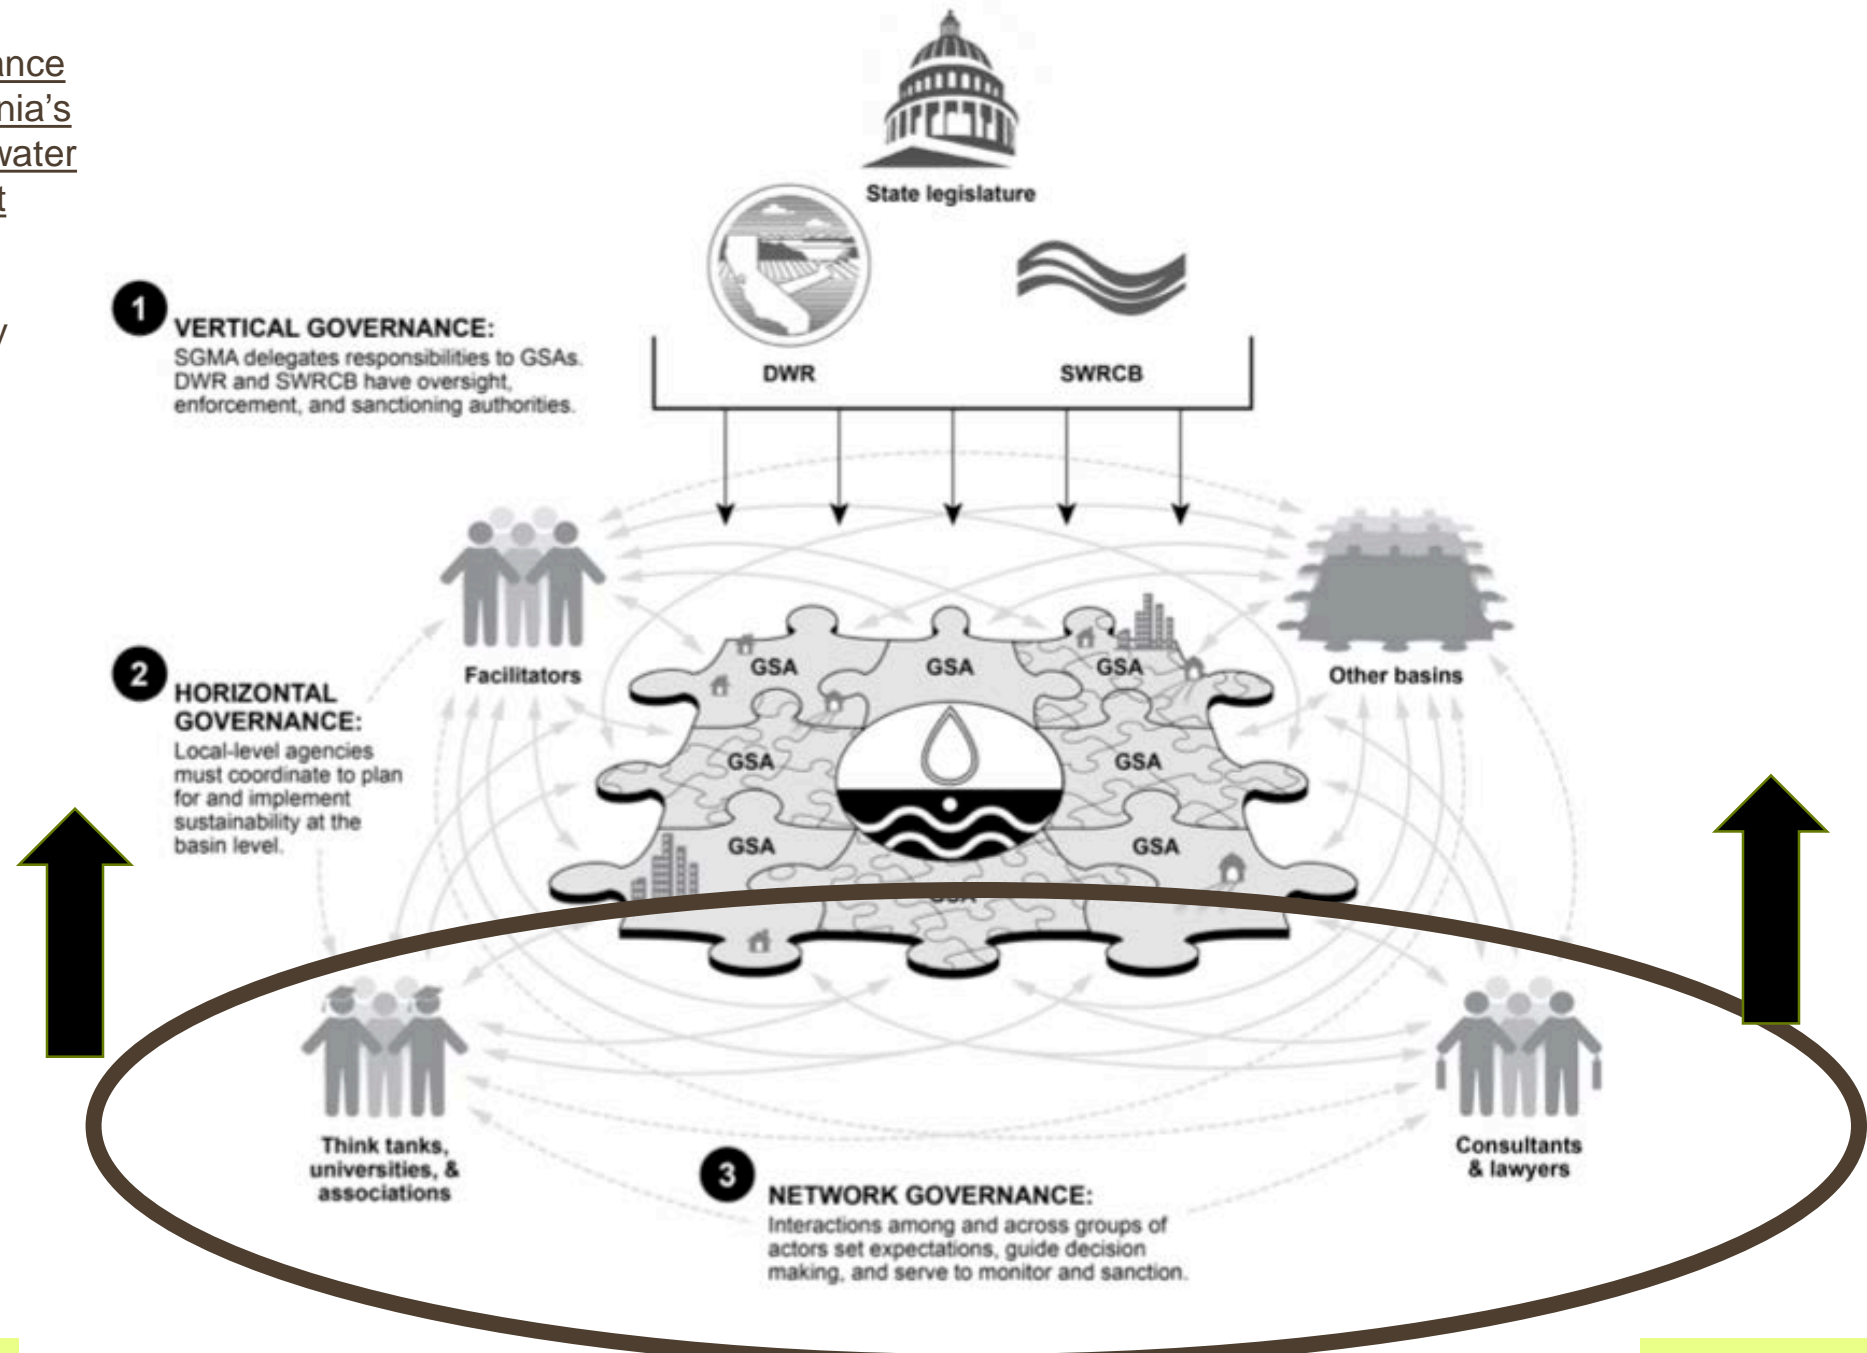 State legislature
DWR
SWRCB
1
VERTICAL GOVERNANCE:
SGMA delegates responsibilities to GSAs.
DWR and SWRCB have oversight,
enforcement, and sanctioning authorities.
Facilitators
Other basins
2
HORIZONTAL
GOVERNANCE:
Local-level agencies
must coordinate to plan
for and implement
sustainability at the
basin level.
GSA
GSA
GSA
GSA
GSA
GSA
GSA
Think tanks,
universities, &
associations
Consultants
& lawyers
3
NETWORK GOVERNANCE:
Interactions among and across groups of
actors set expectations, guide decision
making, and serve to monitor and sanction.